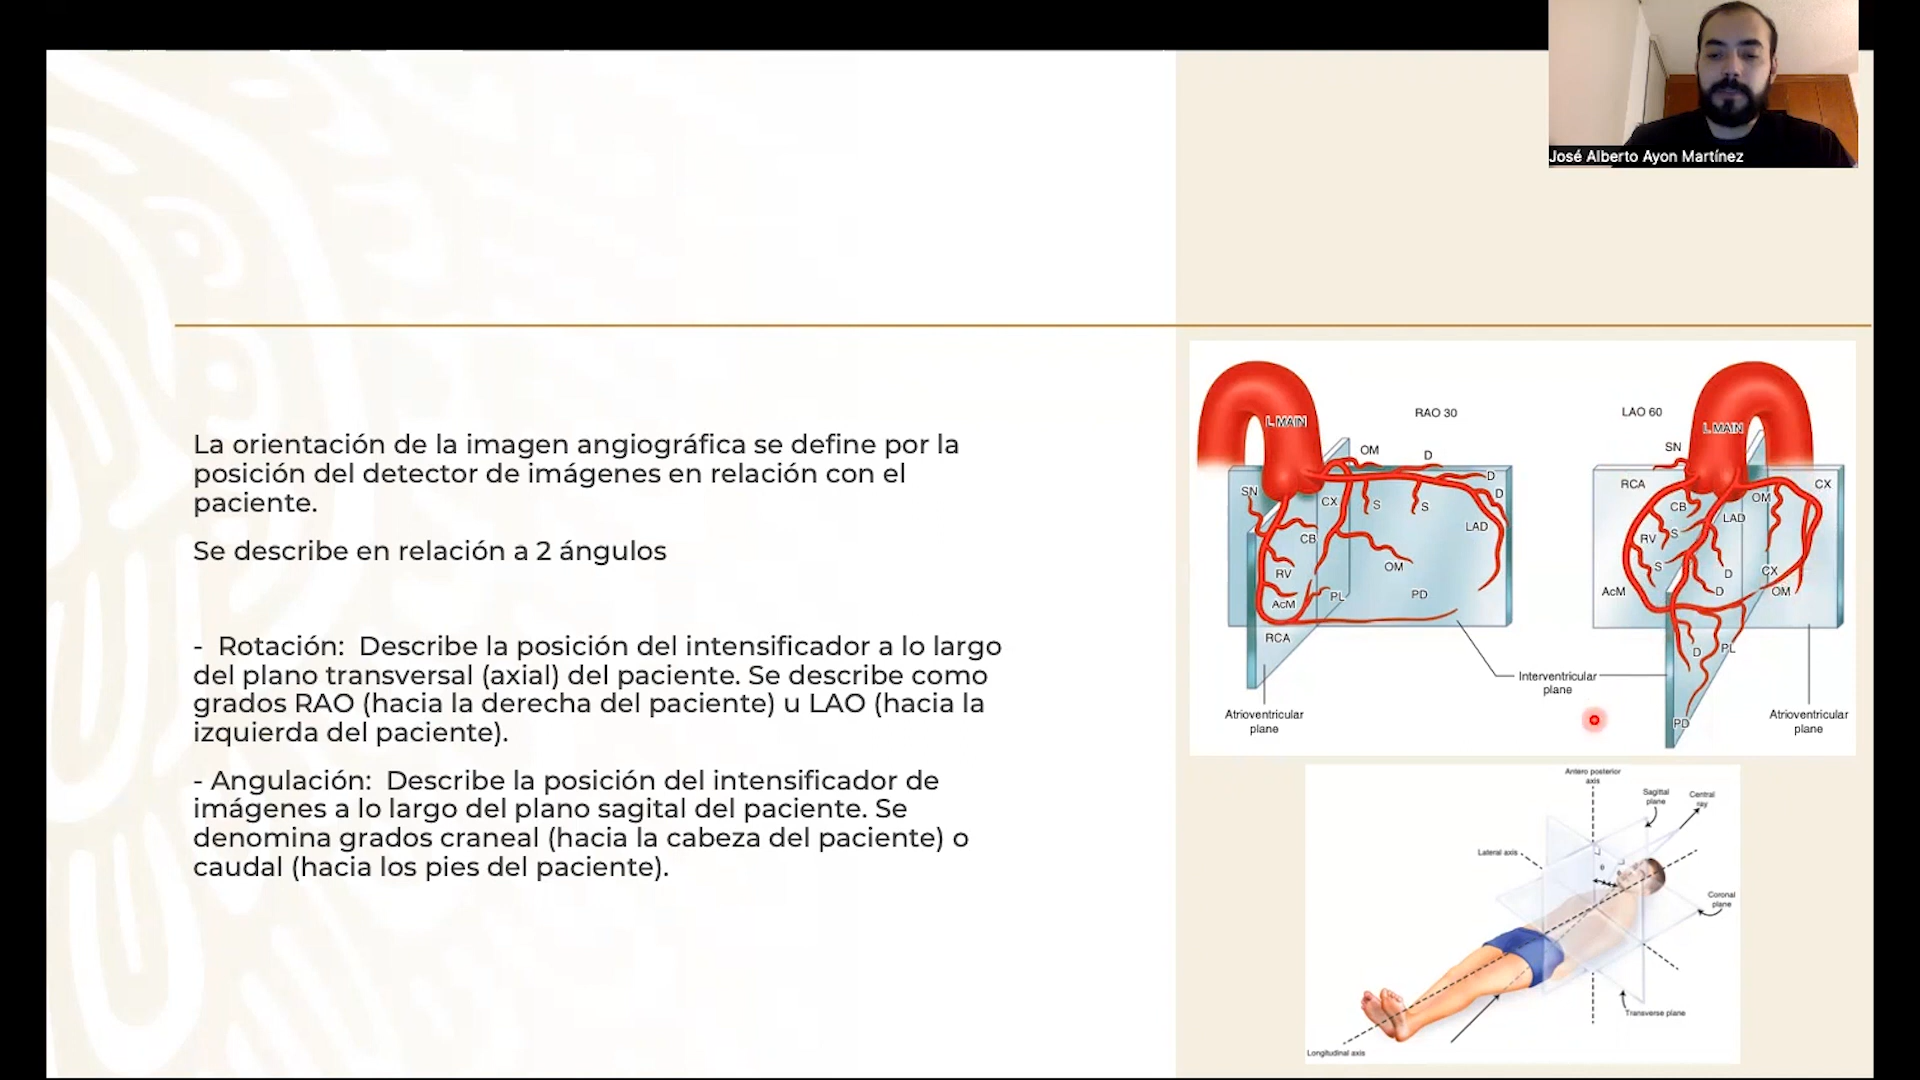 José Alberto Ayon Martínez
La orientación de la imagen angiográfica se define por la
posición del detector de imágenes en relación con el
paciente.
Se describe en relación a 2 ángulos
- Rotación: Describe la posición del intensificador a lo largo
del plano transversal (axial) del paciente. Se describe como
grados RAO (hacia la derecha del paciente) u LAO (hacia la
izquierda del paciente).
- Angulación: Describe la posición del intensificador de
imágenes a lo largo del plano sagital del paciente. Se
denomina grados craneal (hacia la cabeza del paciente) o
caudal (hacia los pies del paciente).
RAO 30
L MAIN
OM
D
D
SN
CX
S
S
D
LAD
CB
OM
RV
PL
PD
AcM
RCA
Atrioventricular
plane
Interventricular
plane
LAO 60
L MAIN
SN
RCA
OM
CX
CB
LAD
RV
S
S
D
CX
AcM
D
OM
D
PL
PD
Atrioventricular
plane
Antero posterior
axis
Sagittal
plane
Central
ray
Lateral axis
θ
Coronal
plane
Transverse plane
Longitudinal axis